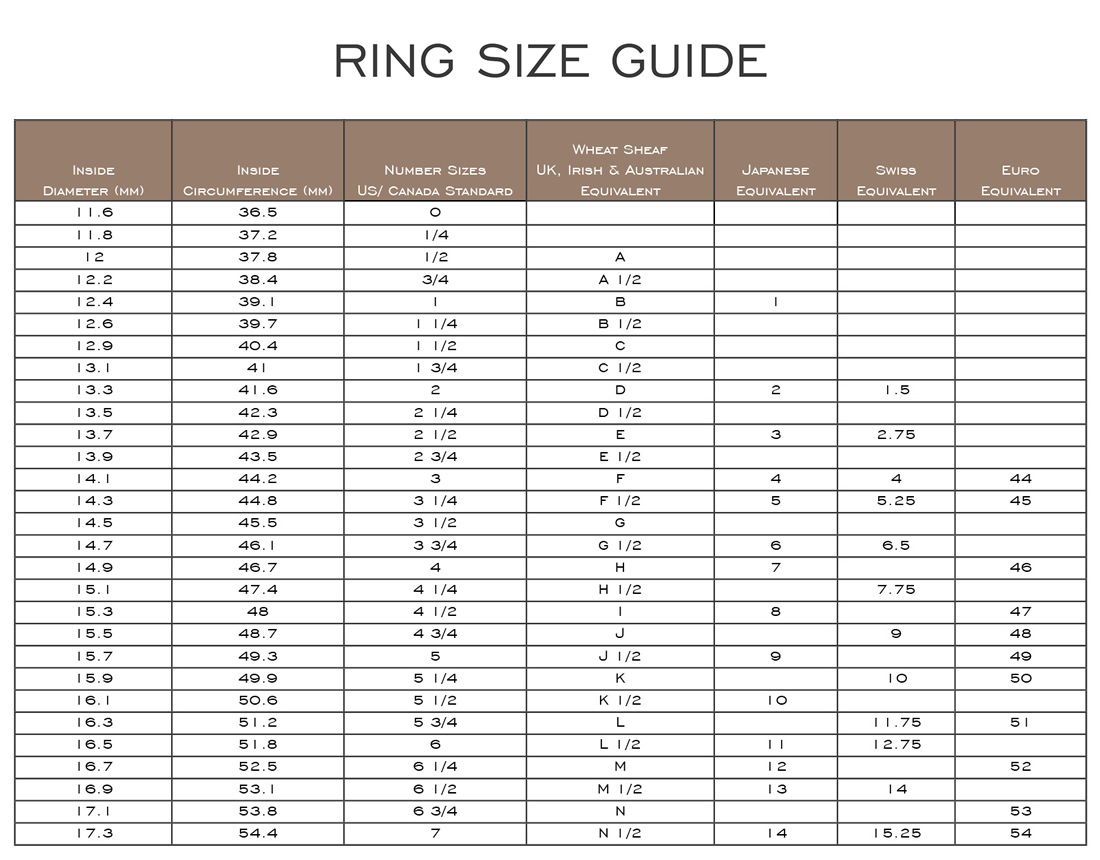 RING SIZE GUIDE
Inside Diameter (mm) Inside Circumference (mm) Number Sizes US/ Canada Standard Wheat Sheaf UK, Irish & Australian Equivalent Japanese Equivalent Swiss Equivalent Euro Equivalent
11.6 36.5 0
11.8 37.2 1/4
12 37.8 1/2 A
12.2 38.4 3/4 A 1/2
12.4 39.1 1 B 1
12.6 39.7 1 1/4 B 1/2
12.9 40.4 1 1/2 C
13.1 41 1 3/4 C 1/2
13.3 41.6 2 D 2 1.5
13.5 42.3 2 1/4 D 1/2
13.7 42.9 2 1/2 E 3 2.75
13.9 43.5 2 3/4 E 1/2
14.1 44.2 3 F 4 4 44
14.3 44.8 3 1/4 F 1/2 5 5.25 45
14.5 45.5 3 1/2 G
14.7 46.1 3 3/4 G 1/2 6 6.5
14.9 46.7 4 H 7 46
15.1 47.4 4 1/4 H 1/2 7.75
15.3 48 4 1/2 I 8 47
15.5 48.7 4 3/4 J 9 48
15.7 49.3 5 J 1/2 9 49
15.9 49.9 5 1/4 K 10 50
16.1 50.6 5 1/2 K 1/2 10
16.3 51.2 5 3/4 L 11.75 51
16.5 51.8 6 L 1/2 11 12.75
16.7 52.5 6 1/4 M 12 52
16.9 53.1 6 1/2 M 1/2 13 14
17.1 53.8 6 3/4 N 53
17.3 54.4 7 N 1/2 14 15.25 54